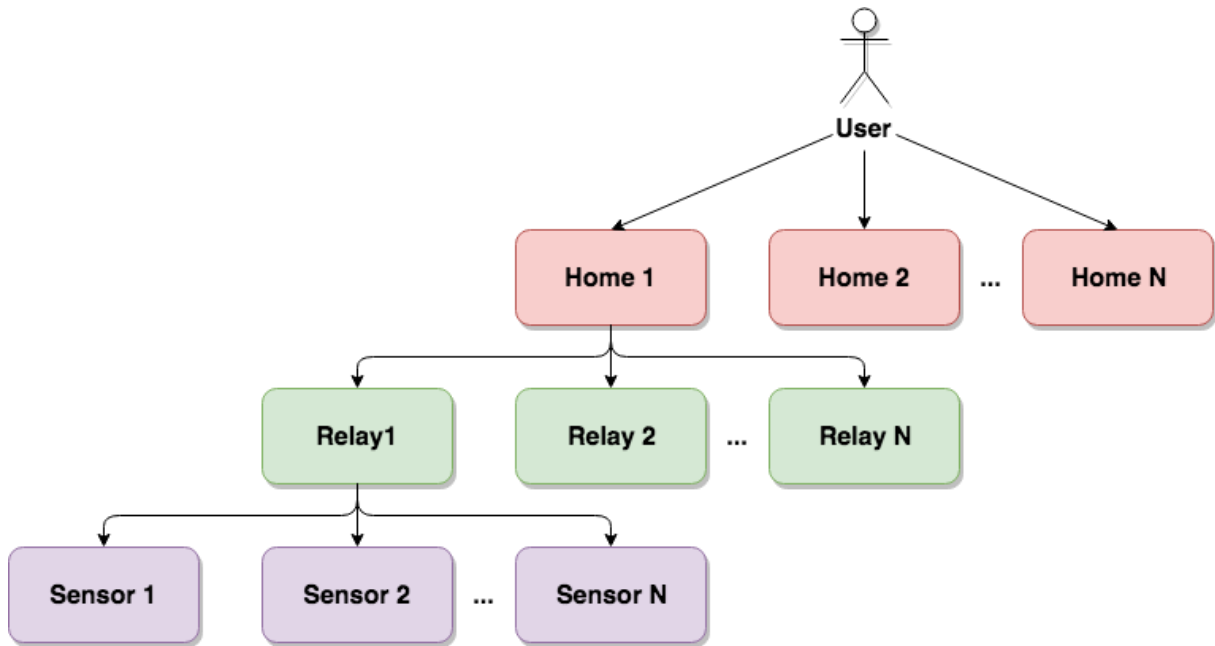 User
Home 1
Home 2
...
Home N
Relay1
Relay 2
...
Relay N
Sensor 1
Sensor 2
...
Sensor N